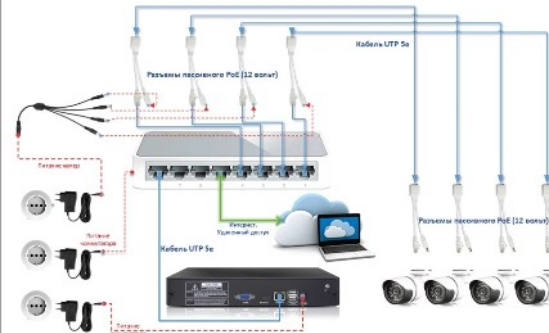 Кабель UTP 5e
Разъемы пассивного PoE (12 вольт)
Питание камер
Разъемы пассивного PoE (12 вольт)
Интернет.
Удаленный доступ
Питание
коммутатора
Кабель UTP 5e
Питание